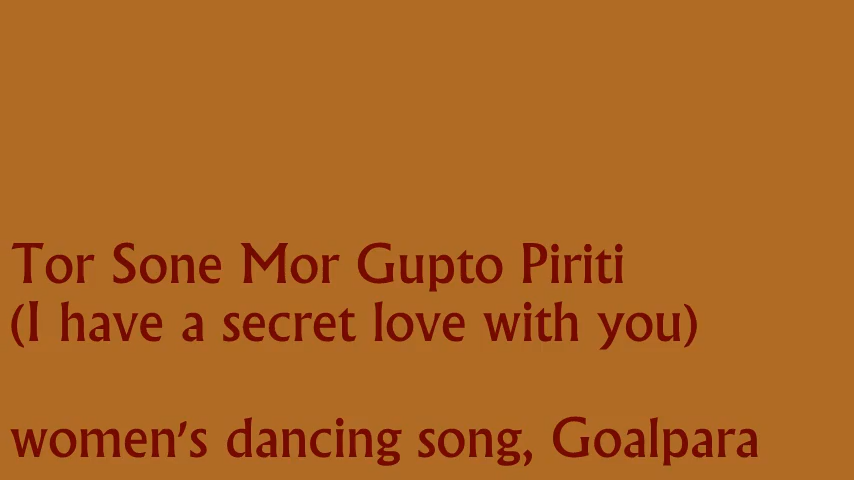 Tor Sone Mor Gupto Piriti
(I have a secret love with you)
women's dancing song, Goalpara